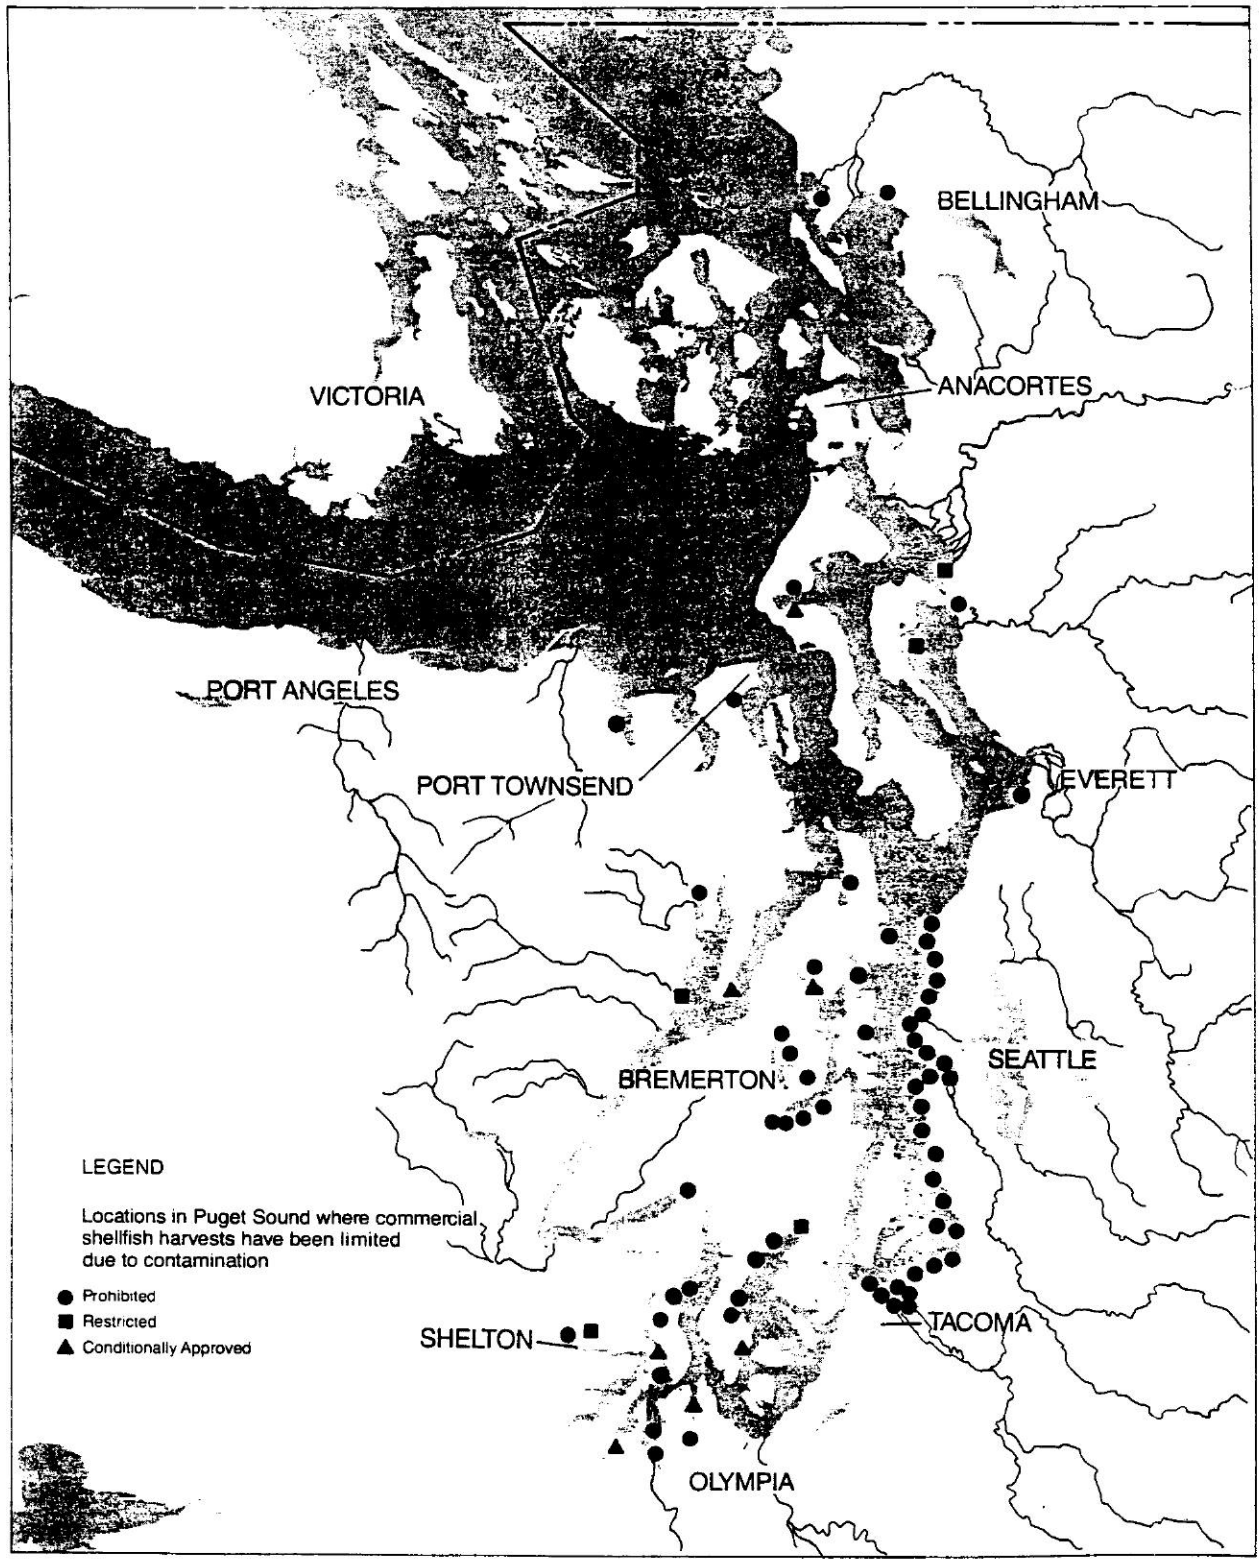 BELLINGHAM
ANACORTES
VICTORIA
PORT ANGELES
PORT TOWNSEND
EVERETT
SEATTLE
BREMERTON
LEGEND
Locations in Puget Sound where commercial
shellfish harvests have been limited
due to contamination
Prohibited
Restricted
Conditionally Approved
SHELTON
TACOMA
OLYMPIA